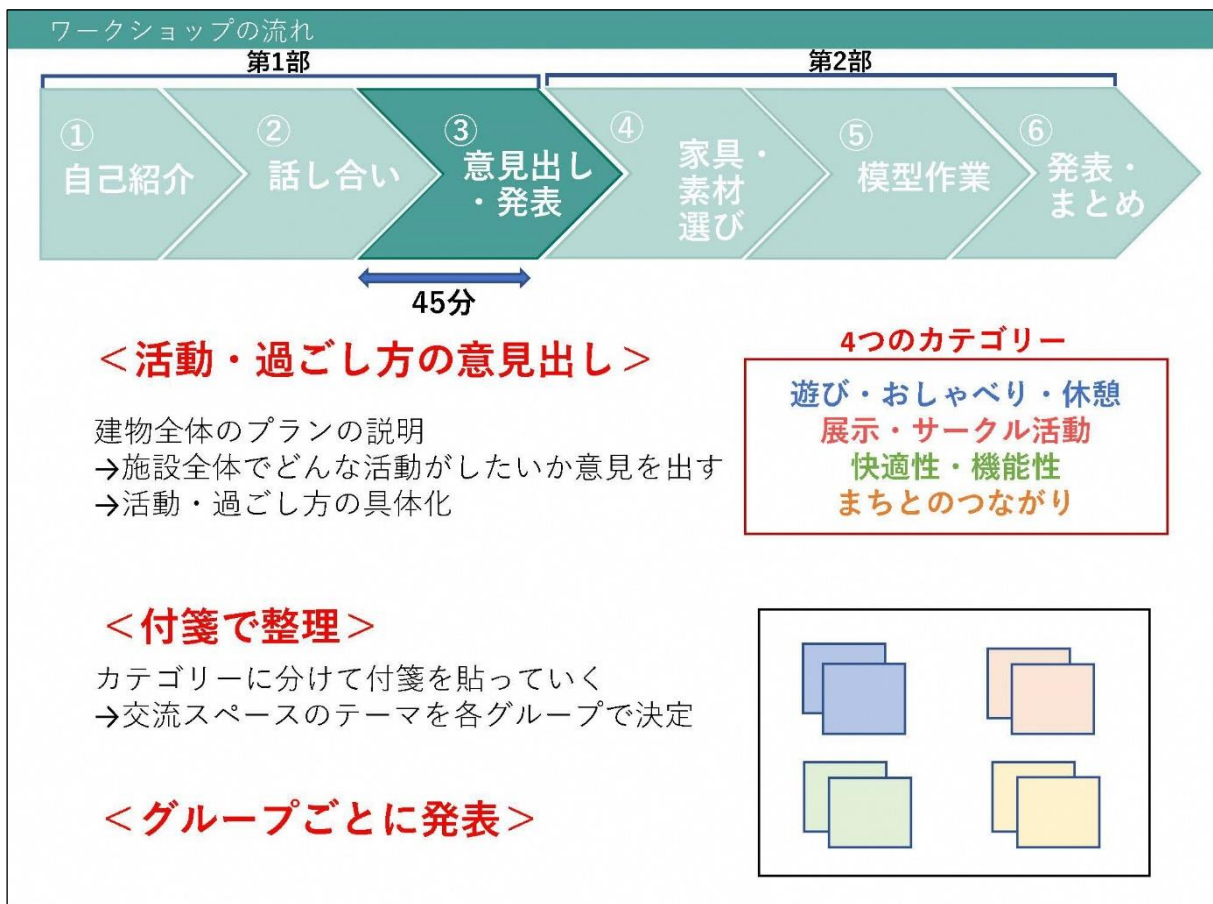 ワークショップの流れ
第1部
第2部
①
自己紹介
②
話し合い
③
意見出し
・発表
④
家具・
素材
選び
⑤
模型作業
⑥
発表・
まとめ
45分
＜活動・過ごし方の意見出し＞
建物全体のプランの説明
→施設全体でどんな活動がしたいか意見を出す
→活動・過ごし方の具体化
4つのカテゴリー
遊び・おしゃべり・休憩
展示・サークル活動
快適性・機能性
まちとのつながり
＜付箋で整理＞
カテゴリーに分けて付箋を貼っていく
→交流スペースのテーマを各グループで決定
＜グループごとに発表＞